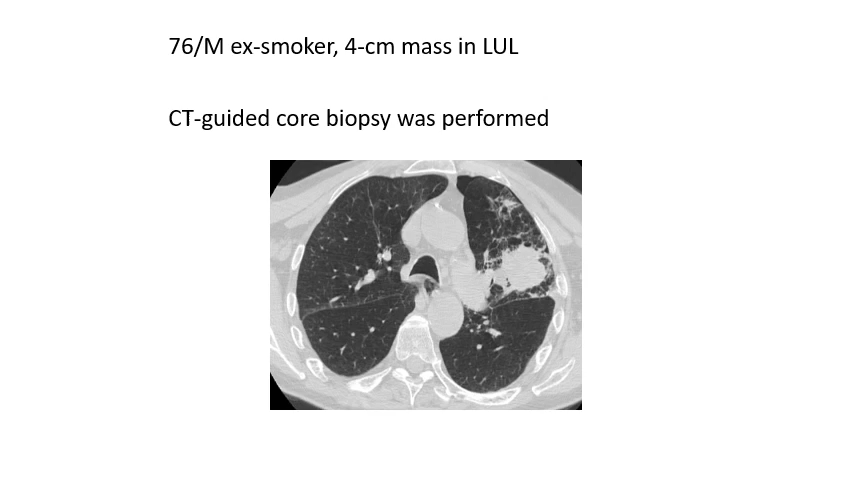 76/M ex-smoker, 4-cm mass in LUL
CT-guided core biopsy was performed